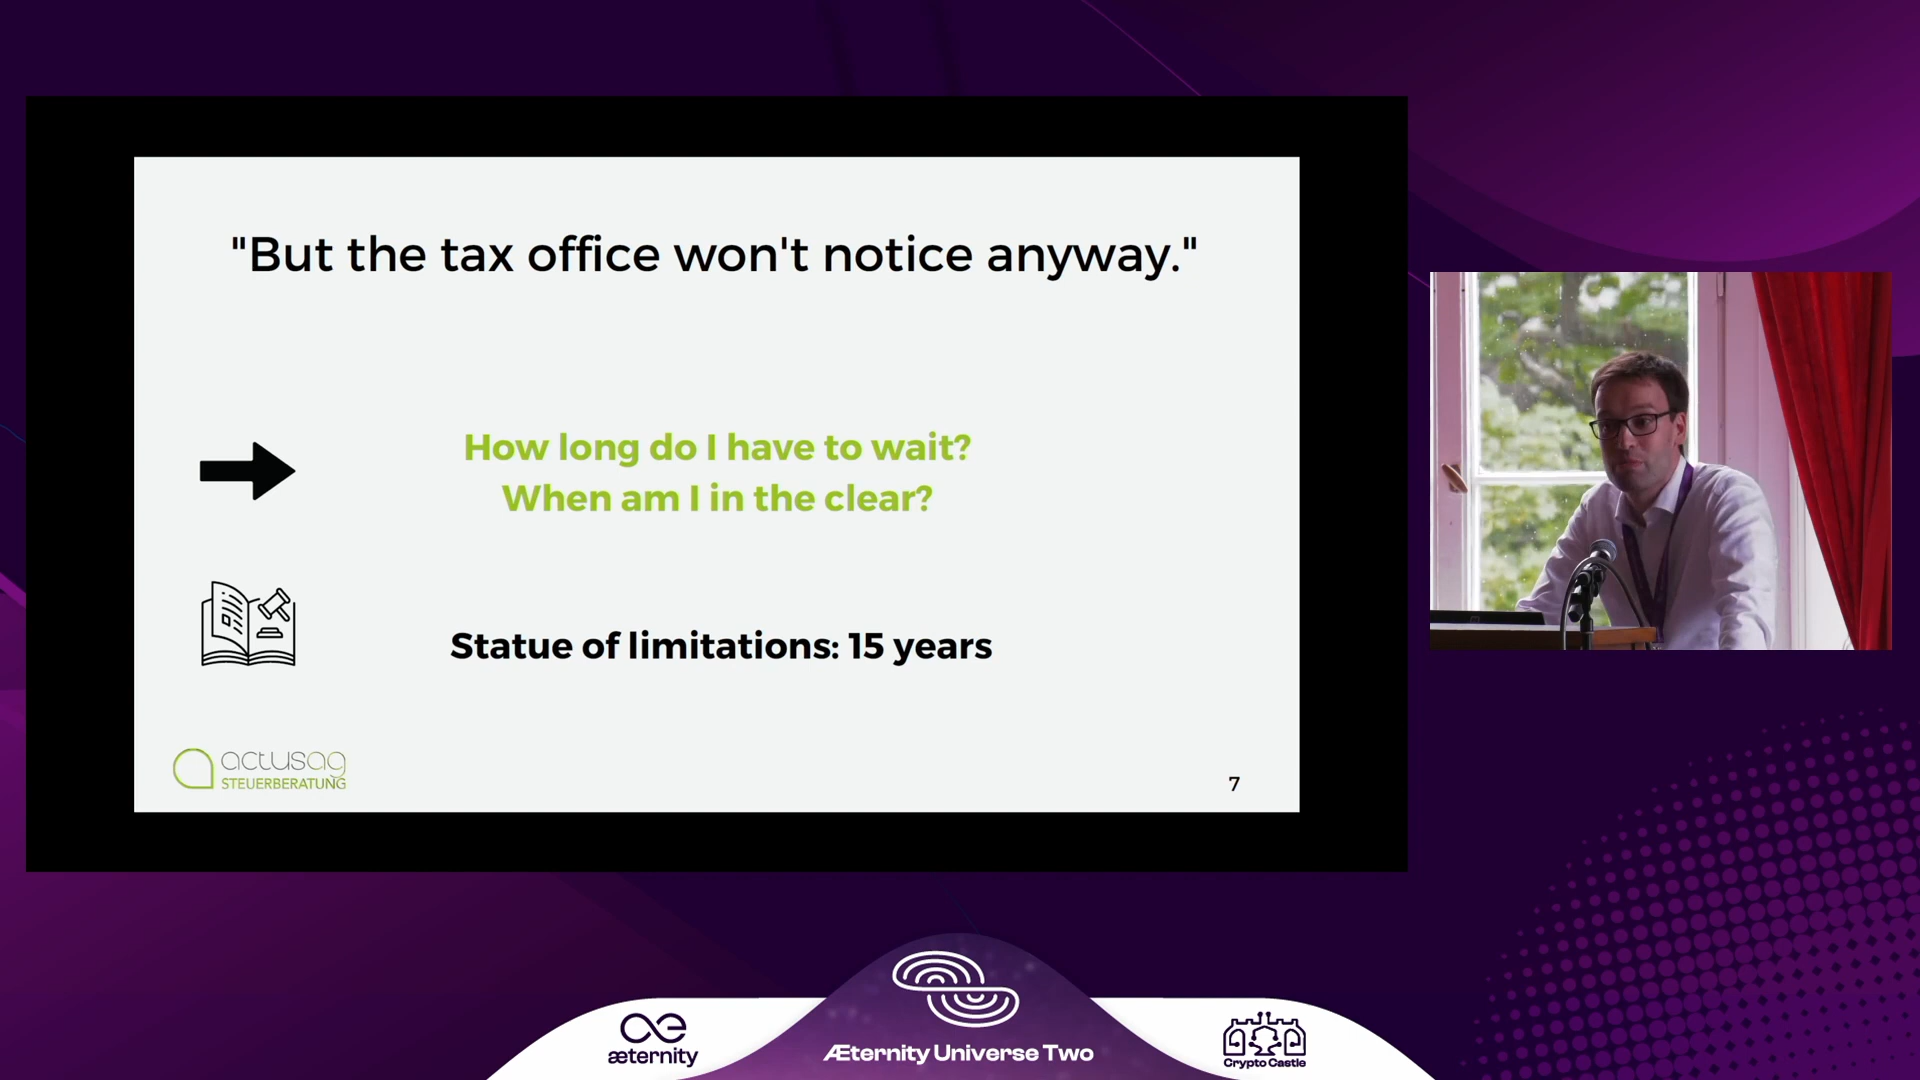 "But the tax office won't notice anyway."
How long do I have to wait?
When am I in the clear?
Statue of limitations: 15 years
actusag
STEUERBERATUNG
7
æternity
Æternity Universe Two
Crypto Castle